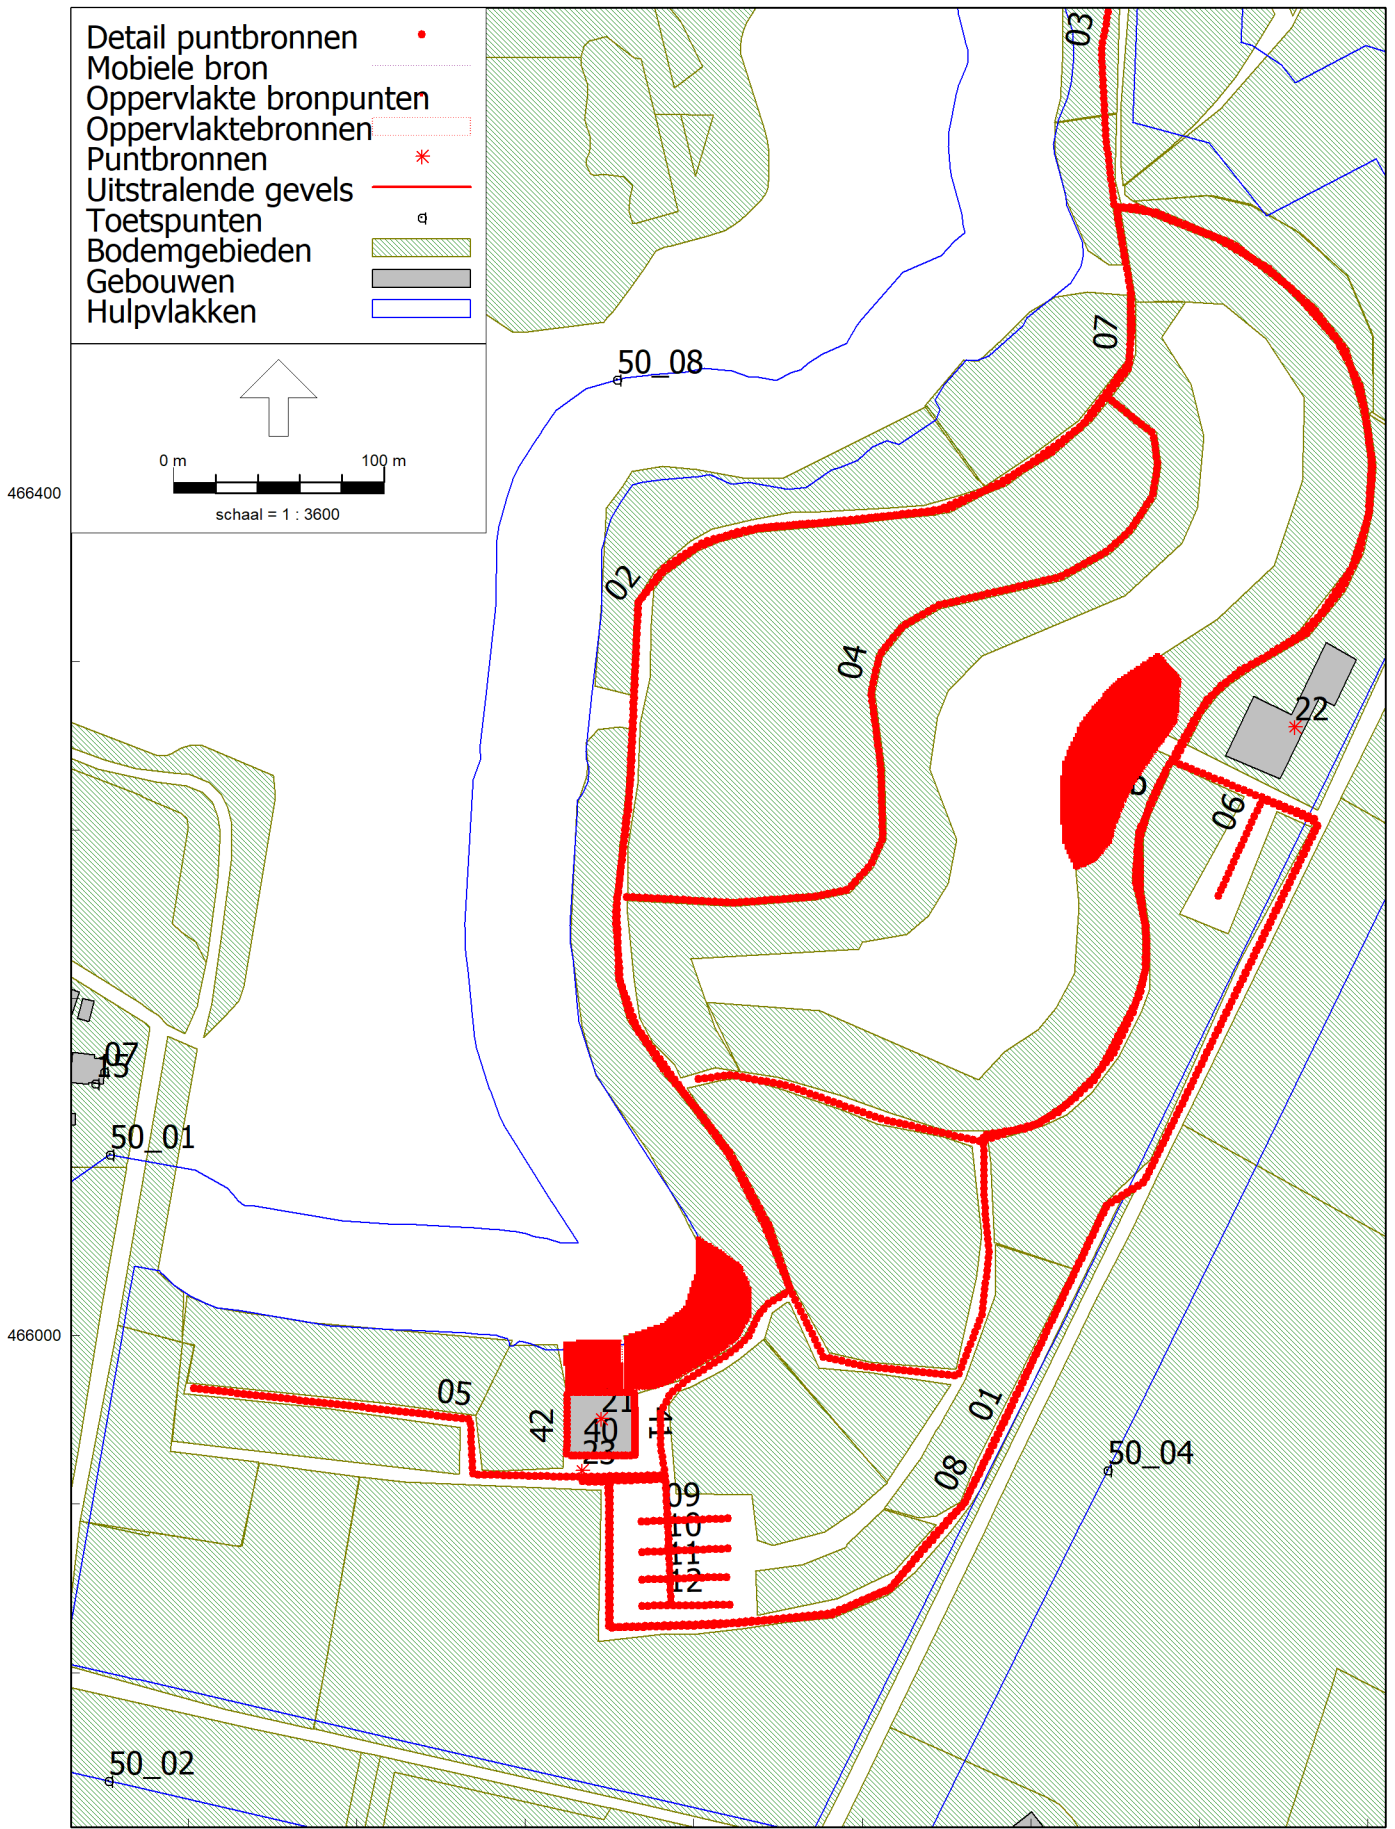 Detail puntbronnen
Mobiele bron
Oppervlakte bronpunten
Oppervlaktebronnen
Puntbronnen
Uitstralende gevels
Toetspunten
Bodemgebieden
Gebouwen
Hulpvlakken
0 m 100 m
schaal = 1 : 3600
03
07
50_08
466400
02
04
22
06
07
15
50_01
466000
05
42
21
40
41
23
01
08
50_04
09
10
11
12
50_02